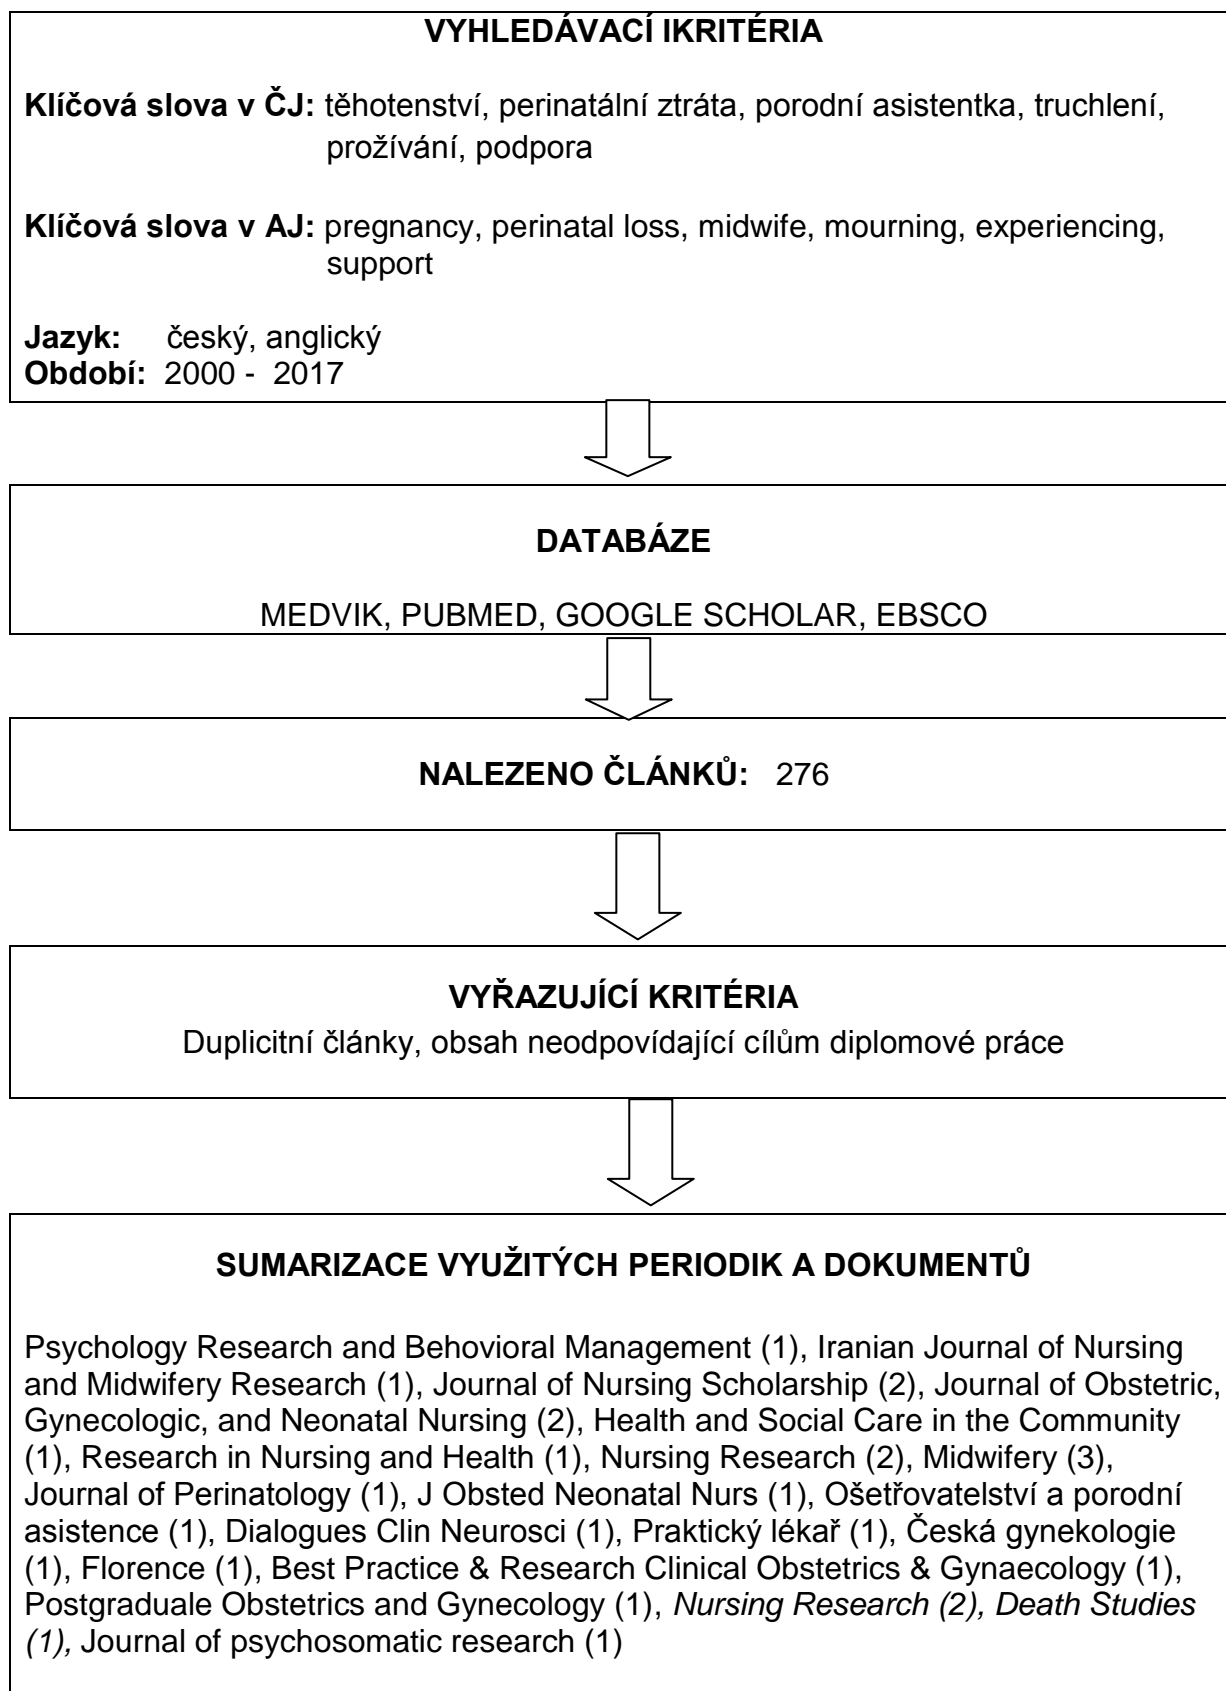 VYHLEDÁVACÍ IKRITÉRIA
Klíčová slova v ČJ: těhotenství, perinatální ztráta, porodní asistentka, truchlení,
prožívání, podpora
Klíčová slova v AJ: pregnancy, perinatal loss, midwife, mourning, experiencing,
support
Jazyk: český, anglický
Období: 2000 - 2017
DATABÁZE
MEDVIK, PUBMED, GOOGLE SCHOLAR, EBSCO
NALEZENO ČLÁNKŮ: 276
VYŘAZUJÍCÍ KRITÉRIA
Duplicitní články, obsah neodpovídající cílům diplomové práce
SUMARIZACE VYUŽITÝCH PERIODIK A DOKUMENTŮ
Psychology Research and Behovioral Management (1), Iranian Journal of Nursing
and Midwifery Research (1), Journal of Nursing Scholarship (2), Journal of Obstetric,
Gynecologic, and Neonatal Nursing (2), Health and Social Care in the Community
(1), Research in Nursing and Health (1), Nursing Research (2), Midwifery (3),
Journal of Perinatology (1), J Obsted Neonatal Nurs (1), Ošetřovatelství a porodní
asistence (1), Dialogues Clin Neurosci (1), Praktický lékař (1), Česká gynekologie
(1), Florence (1), Best Practice & Research Clinical Obstetrics & Gynaecology (1),
Postgraduale Obstetrics and Gynecology (1), Nursing Research (2), Death Studies
(1), Journal of psychosomatic research (1)